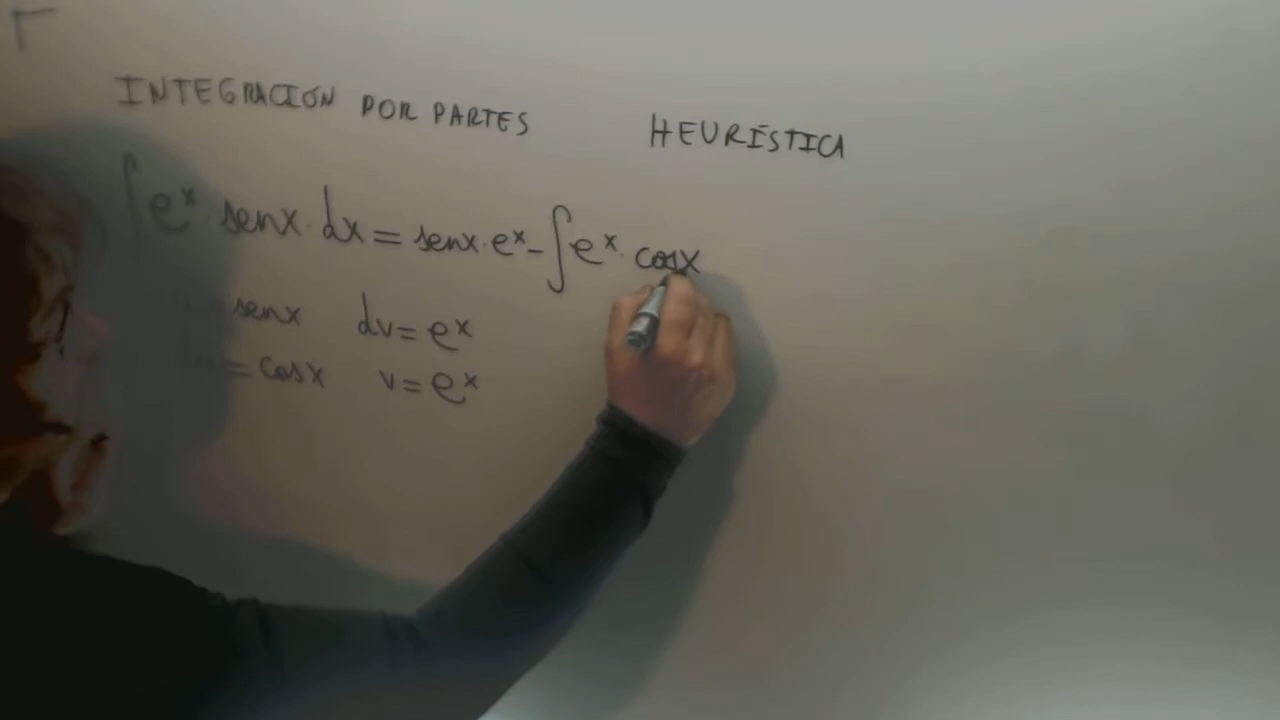 INTEGRACIÓN POR PARTES HEURÍSTICA
∫e^x · senx · dx = senx · e^x - ∫e^x · cosx
senx dv = e^x
= cosx v = e^x